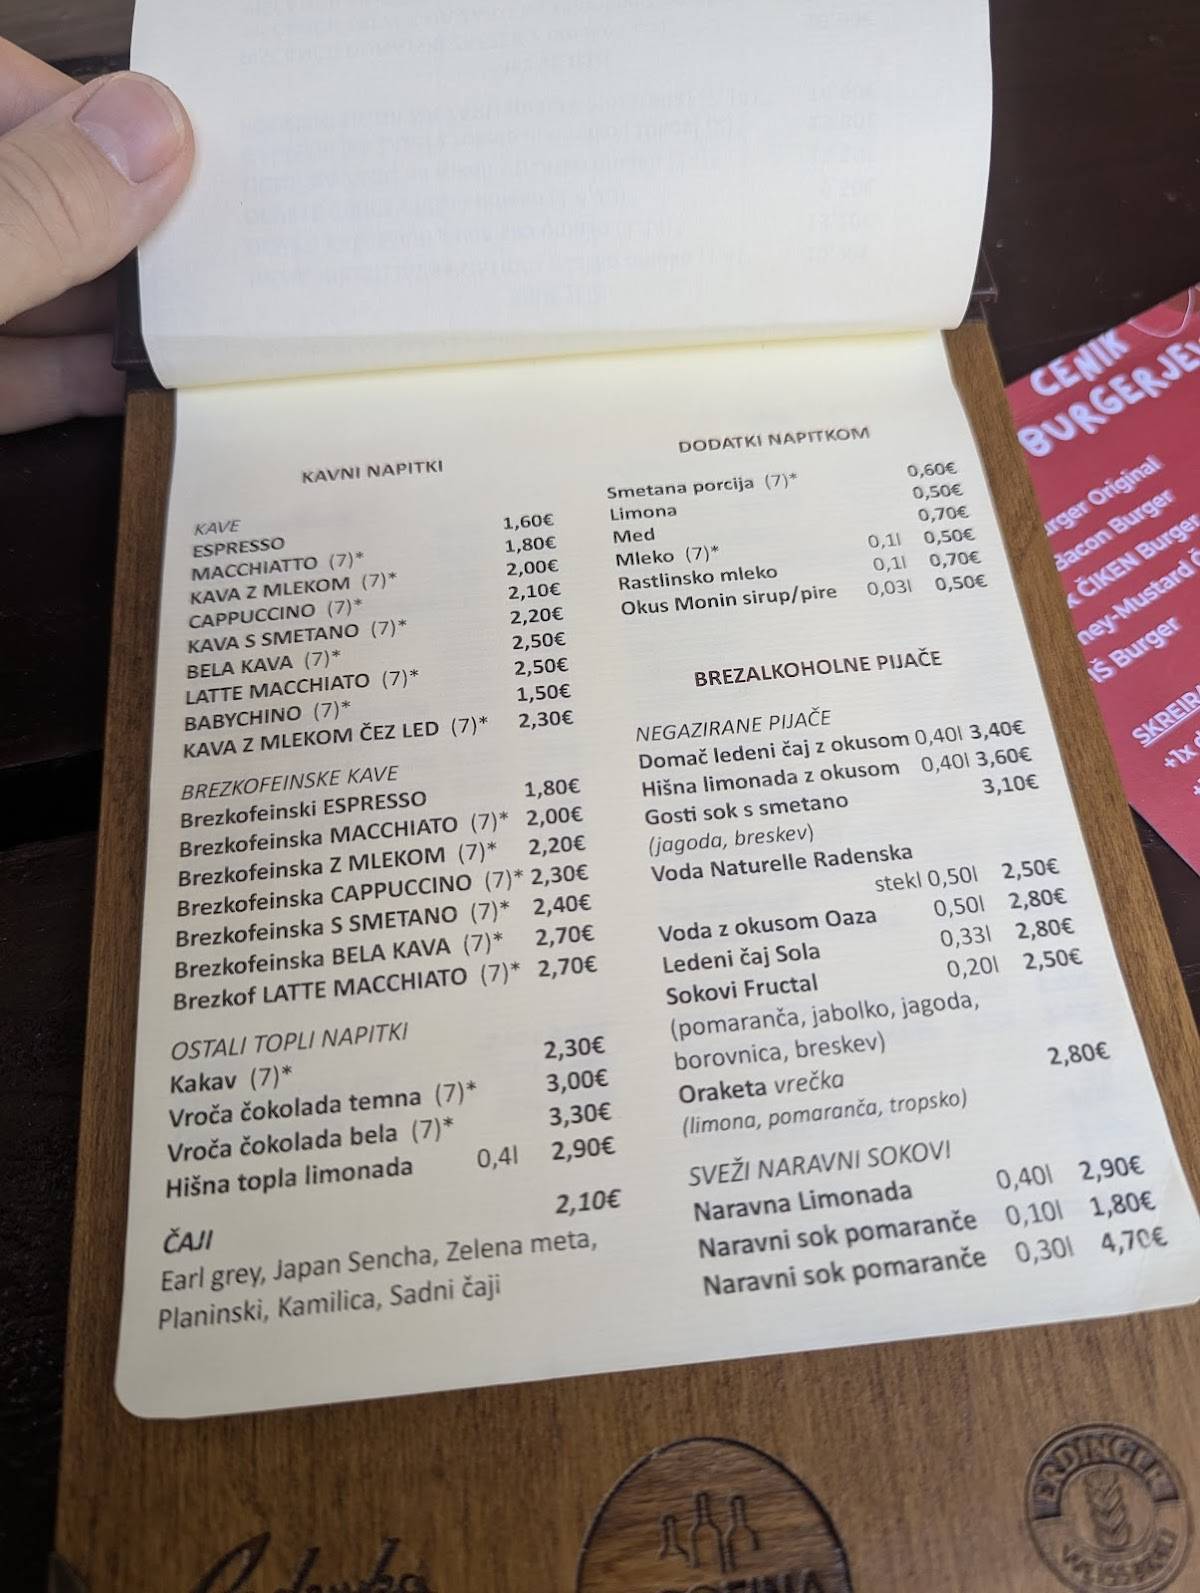 KAVNI NAPITKI
KAVE
ESPRESSO 1,60€
MACCHIATTO (7)* 1,80€
KAVA Z MLEKOM (7)* 2,00€
CAPPUCCINO (7)* 2,10€
KAVA S SMETANO (7)* 2,20€
BELA KAVA (7)* 2,50€
LATTE MACCHIATO (7)* 2,50€
BABYCHINO (7)* 1,50€
KAVA Z MLEKOM ČEZ LED (7)* 2,30€
BREZKOFEINSKE KAVE
Brezkofeinski ESPRESSO 1,80€
Brezkofeinska MACCHIATO (7)* 2,00€
Brezkofeinska Z MLEKOM (7)* 2,20€
Brezkofeinska CAPPUCCINO (7)* 2,30€
Brezkofeinska S SMETANO (7)* 2,40€
Brezkofeinska BELA KAVA (7)* 2,70€
Brezkof LATTE MACCHIATO (7)* 2,70€
OSTALI TOPLI NAPITKI
Kakav (7)* 2,30€
Vroča čokolada temna (7)* 3,00€
Vroča čokolada bela (7)* 3,30€
Hišna topla limonada 0,4l 2,90€
ČAJI 2,10€
Earl grey, Japan Sencha, Zelena meta,
Planinski, Kamilica, Sadni čaji
DODATKI NAPITKOM
Smetana porcija (7)* 0,60€
Limona 0,50€
Med 0,70€
Mleko (7)* 0,1l 0,50€
Rastlinsko mleko 0,1l 0,70€
Okus Monin sirup/pire 0,03l 0,50€
BREZALKOHOLNE PIJAČE
NEGAZIRANE PIJAČE
Domač ledeni čaj z okusom 0,40l 3,40€
Hišna limonada z okusom 0,40l 3,60€
Gosti sok s smetano 3,10€
(jagoda, breskev)
Voda Naturelle Radenska
stekl 0,50l 2,50€
Voda z okusom Oaza 0,50l 2,80€
Ledeni čaj Sola 0,33l 2,80€
Sokovi Fructal 0,20l 2,50€
(pomaranča, jabolko, jagoda,
borovnica, breskev)
Oraketa vrečka 2,80€
(limona, pomaranča, tropsko)
SVEŽI NARAVNI SOKOVI
Naravna Limonada 0,40l 2,90€
Naravni sok pomaranče 0,10l 1,80€
Naravni sok pomaranče 0,30l 4,70€
CENIK
BURGERJEV
Burger Original
Bacon Burger
ČIKEN Burger
ney-Mustard
IŠ Burger
SKREIRA
+1x
ERDINGER